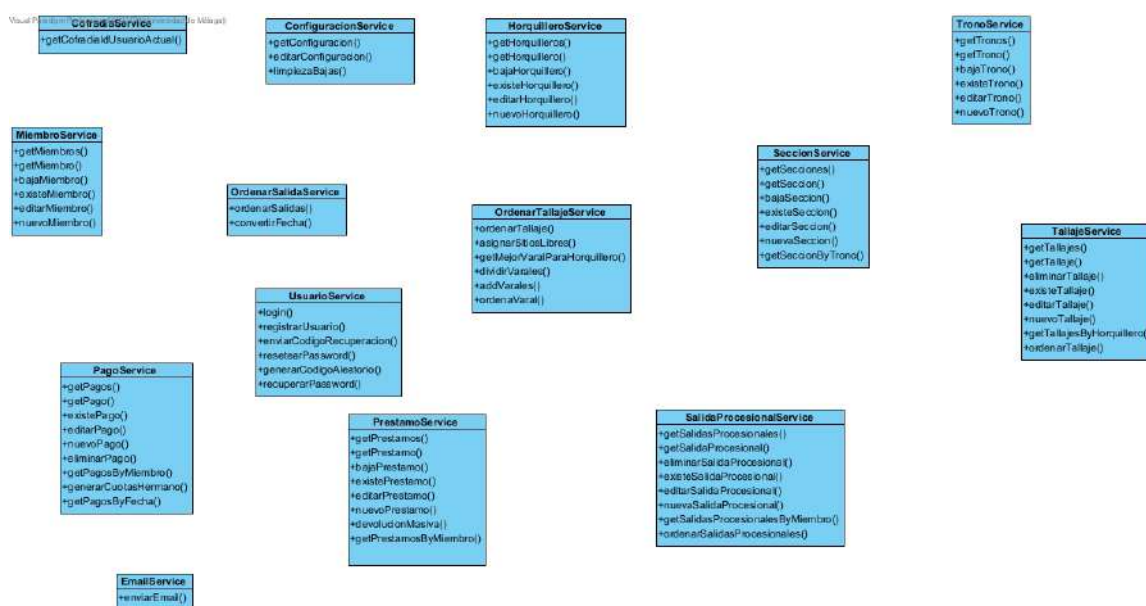 Visual Paradigm
de Málaga)
CofradiaService
+getCofradiaIdUsuarioActual()
ConfiguracionService
+getConfiguracion()
+editarConfiguracion()
+limpiezaBajas()
HorquilleroService
+getHorquilleros()
+getHorquillero()
+bajaHorquillero()
+existeHorquillero()
+editarHorquillero()
+nuevoHorquillero()
TronoService
+getTronos()
+getTrono()
+bajaTrono()
+existeTrono()
+editarTrono()
+nuevoTrono()
MiembroService
+getMiembros()
+getMiembro()
+bajaMiembro()
+existeMiembro()
+editarMiembro()
+nuevoMiembro()
OrdenarSalidaService
+ordenarSalidas()
+convertirFecha()
OrdenarTallajeService
+ordenarTallaje()
+asignarSitiosLibres()
+getMejorVaralParaHorquillero()
+dividirVarales()
+addVarales()
+ordenaVaral()
SeccionService
+getSecciones()
+getSeccion()
+bajaSeccion()
+existeSeccion()
+editarSeccion()
+nuevaSeccion()
+getSeccionByTrono()
TallajeService
+getTallajes()
+getTallaje()
+eliminarTallaje()
+existeTallaje()
+editarTallaje()
+nuevoTallaje()
+getTallajesByHorquillero()
+ordenarTallaje()
UsuarioService
+login()
+registrarUsuario()
+enviarCodigoRecuperacion()
+resetearPassword()
+generarCodigoAleatorio()
+recuperarPassword()
PagoService
+getPagos()
+getPago()
+existePago()
+editarPago()
+nuevoPago()
+eliminarPago()
+getPagosByMiembro()
+generarCuotasHermano()
+getPagosByFecha()
PrestamoService
+getPrestamos()
+getPrestamo()
+bajaPrestamo()
+existePrestamo()
+editarPrestamo()
+nuevoPrestamo()
+devolucionMasiva()
+getPrestamosByMiembro()
SalidaProcesionalService
+getSalidasProcesionales()
+getSalidaProcesional()
+eliminarSalidaProcesional()
+existeSalidaProcesional()
+editarSalidaProcesional()
+nuevaSalidaProcesional()
+getSalidasProcesionalesByMiembro()
+ordenarSalidasProcesionales()
EmailService
+enviarEmail()